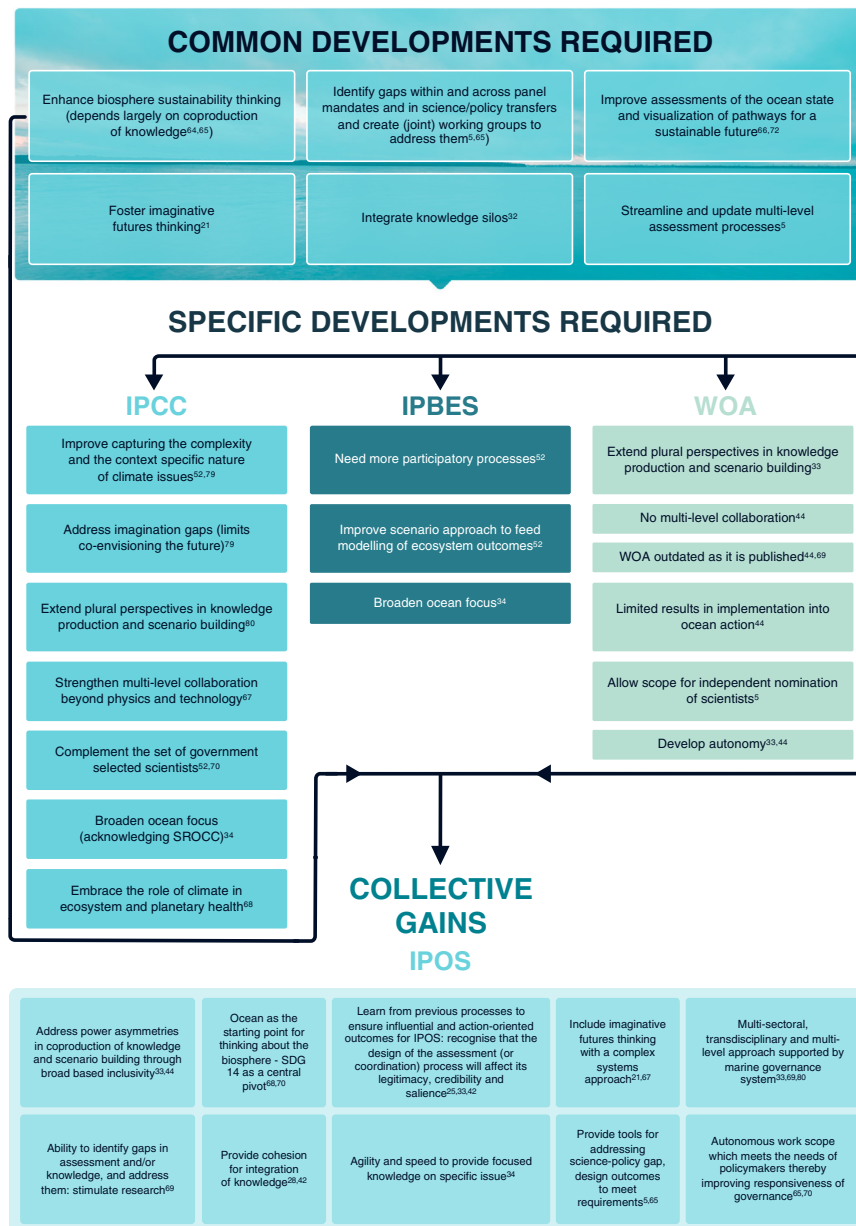 COMMON DEVELOPMENTS REQUIRED
Enhance biosphere sustainability thinking
(depends largely on coproduction
of knowledge64,65)
Identify gaps within and across panel
mandates and in science/policy transfers
and create (joint) working groups to
address them5,65)
Improve assessments of the ocean state
and visualization of pathways for a
sustainable future66,72
Foster imaginative
futures thinking21
Integrate knowledge silos32
Streamline and update multi-level
assessment processes5
SPECIFIC DEVELOPMENTS REQUIRED
IPCC
Improve capturing the complexity
and the context specific nature
of climate issues52,79
Address imagination gaps (limits
co-envisioning the future)79
Extend plural perspectives in knowledge
production and scenario building80
Strengthen multi-level collaboration
beyond physics and technology67
Complement the set of government
selected scientists52,70
Broaden ocean focus
(acknowledging SROCC)34
Embrace the role of climate in
ecosystem and planetary health68
IPBES
Need more participatory processes52
Improve scenario approach to feed
modelling of ecosystem outcomes52
Broaden ocean focus34
WOA
Extend plural perspectives in knowledge
production and scenario building33
No multi-level collaboration44
WOA outdated as it is published44,69
Limited results in implementation into
ocean action44
Allow scope for independent nomination
of scientists5
Develop autonomy33,44
COLLECTIVE
GAINS
IPOS
Address power asymmetries
in coproduction of knowledge
and scenario building through
broad based inclusivity33,44
Ocean as the
starting point for
thinking about the
biosphere - SDG
14 as a central
pivot68,70
Learn from previous processes to
ensure influential and action-oriented
outcomes for IPOS: recognise that the
design of the assessment (or
coordination) process will affect its
legitimacy, credibility and
salience25,33,42
Include imaginative
futures thinking
with a complex
systems
approach21,67
Multi-sectoral,
transdisciplinary and multi-
level approach supported by
marine governance
system33,69,80
Ability to identify gaps in
assessment and/or
knowledge, and address
them: stimulate research69
Provide cohesion
for integration
of knowledge28,42
Agility and speed to provide focused
knowledge on specific issue34
Provide tools for
addressing
science-policy gap,
design outcomes
to meet
requirements5,65
Autonomous work scope
which meets the needs of
policymakers thereby
improving responsiveness of
governance65,70